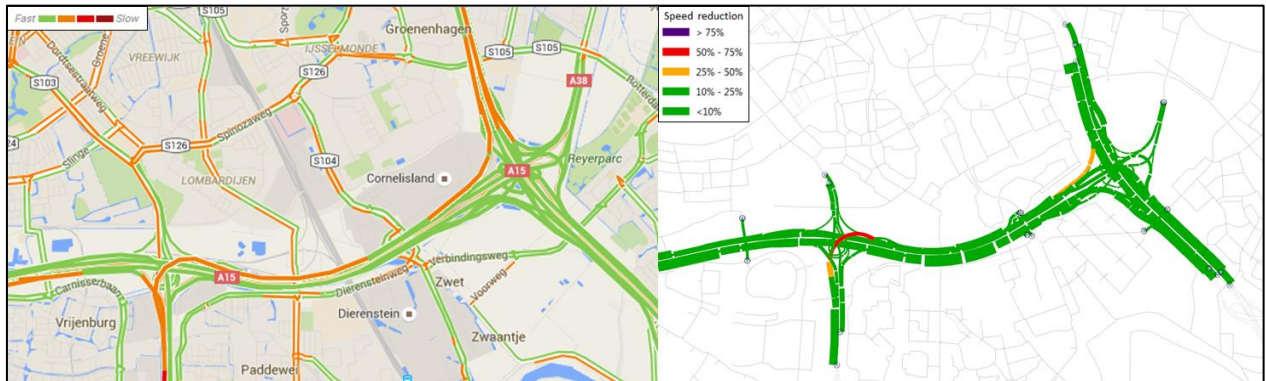 Fast Slow
S105
Groenenhagen
VREEWIJK
IJSSELMONDE
S105
S105
S126
A38
S103
Dordtsestraatweg
Groene
Spinozaweg
S126
Slinge
S104
A15
Reyerparc
LOMBARDIJEN
Cornelisland
A15
Verbindingsweg
Carnisserbaan
Dierensteinweg
Zwet
Voorweg
Vrijenburg
Dierenstein
Zwaantje
Paddewei
Speed reduction
> 75%
50% - 75%
25% - 50%
10% - 25%
<10%